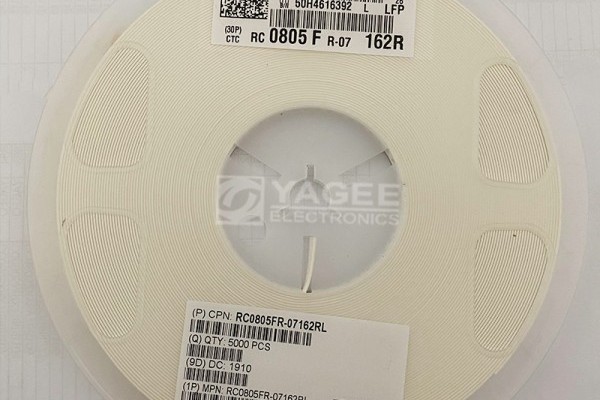 50H4616392 L LFP
(30P)
CTC RC 0805 F R-07 162R
YAGEE
ELECTRONICS
(P) CPN: RC0805FR-07162RL
(Q) QTY: 5000 PCS
(9D) DC: 1910
(1P) MPN: RC0805FR-07162RL